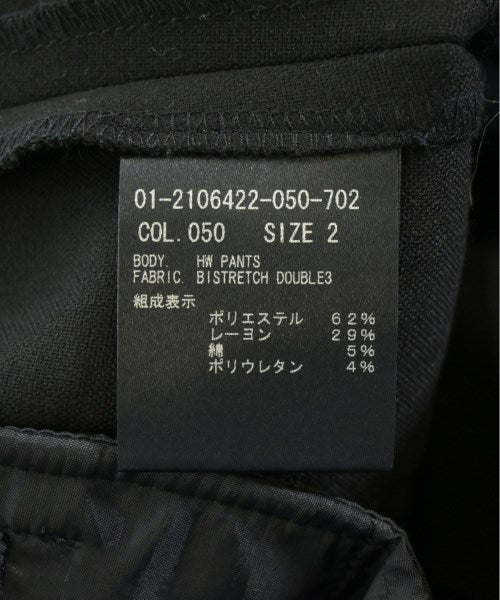 01-2106422-050-702
COL.050 SIZE 2
BODY. HW PANTS
FABRIC. BISTRETCH DOUBLE3
組成表示
ポリエステル 62%
レーヨン 29%
綿 5%
ポリウレタン 4%